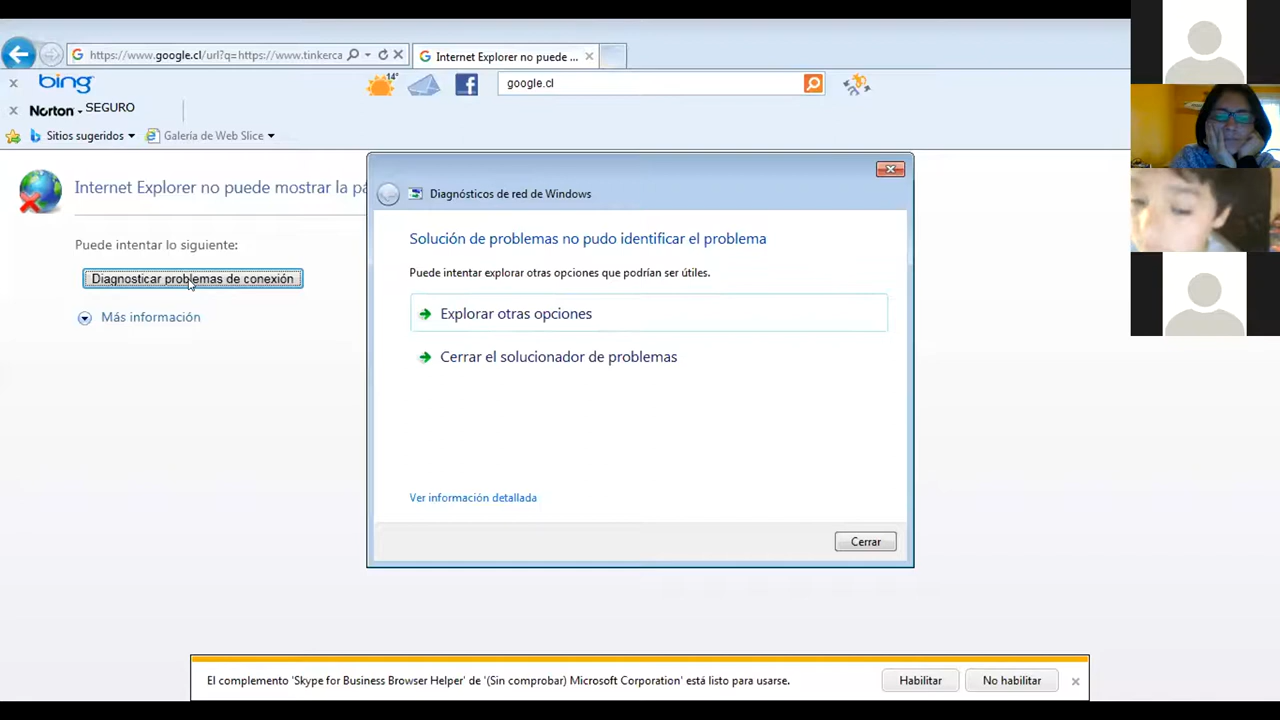 https://www.google.cl/url?q=https://www.tinkerca
Internet Explorer no puede ...
bing
14°
google.cl
Norton SEGURO
Sitios sugeridos
Galería de Web Slice
Internet Explorer no puede mostrar la
Puede intentar lo siguiente:
Diagnosticar problemas de conexión
Más información
Diagnósticos de red de Windows
Solución de problemas no pudo identificar el problema
Puede intentar explorar otras opciones que podrían ser útiles.
Explorar otras opciones
Cerrar el solucionador de problemas
Ver información detallada
Cerrar
El complemento 'Skype for Business Browser Helper' de '(Sin comprobar) Microsoft Corporation' está listo para usarse.
Habilitar
No habilitar